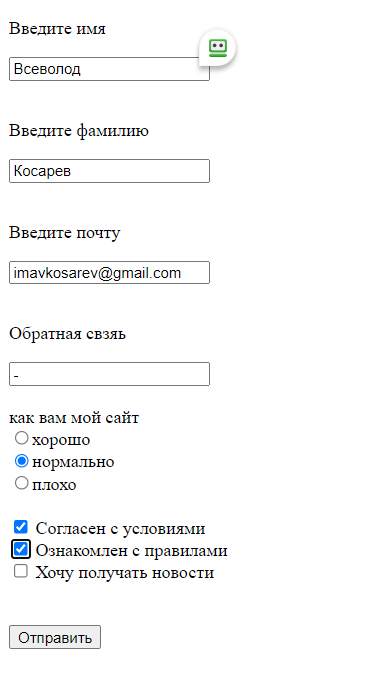 Введите имя
Всеволод
Введите фамилию
Косарев
Введите почту
imavkosarev@gmail.com
Обратная свзяь
-
как вам мой сайт
хорошо
нормально
плохо
Согласен с условиями
Ознакомлен с правилами
Хочу получать новости
Отправить